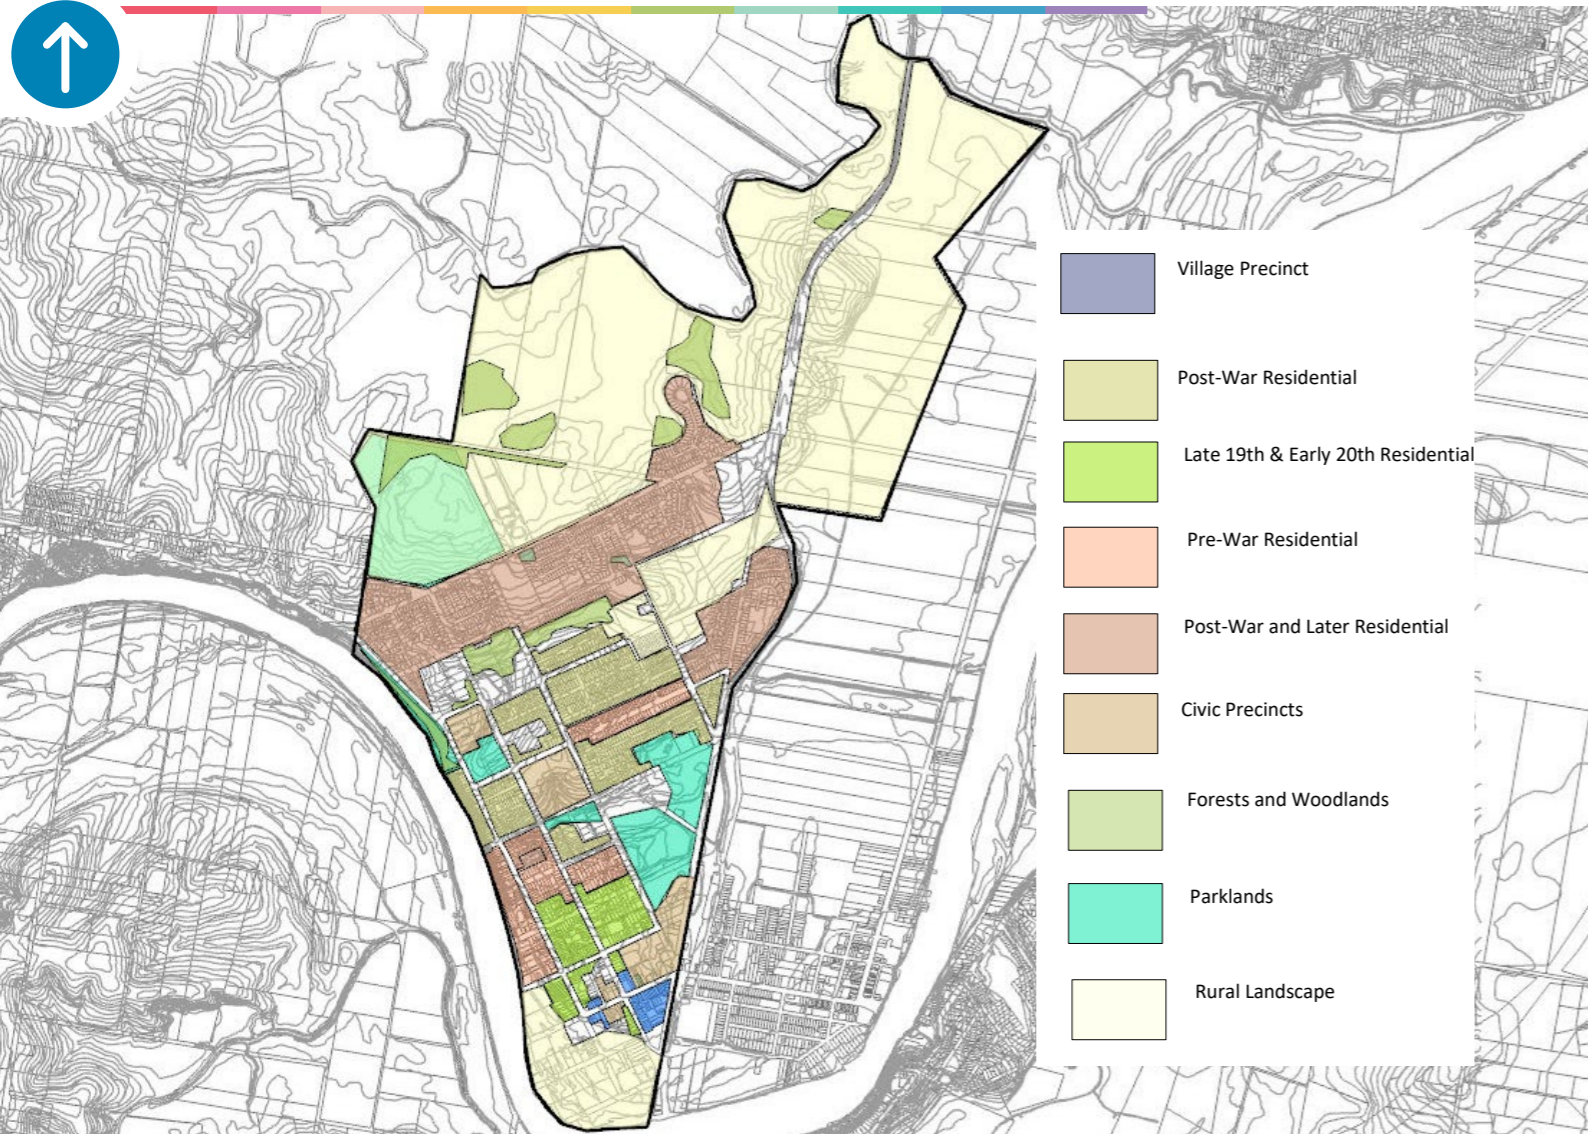 Village Precinct
Post-War Residential
Late 19th & Early 20th Residential
Pre-War Residential
Post-War and Later Residential
Civic Precincts
Forests and Woodlands
Parklands
Rural Landscape